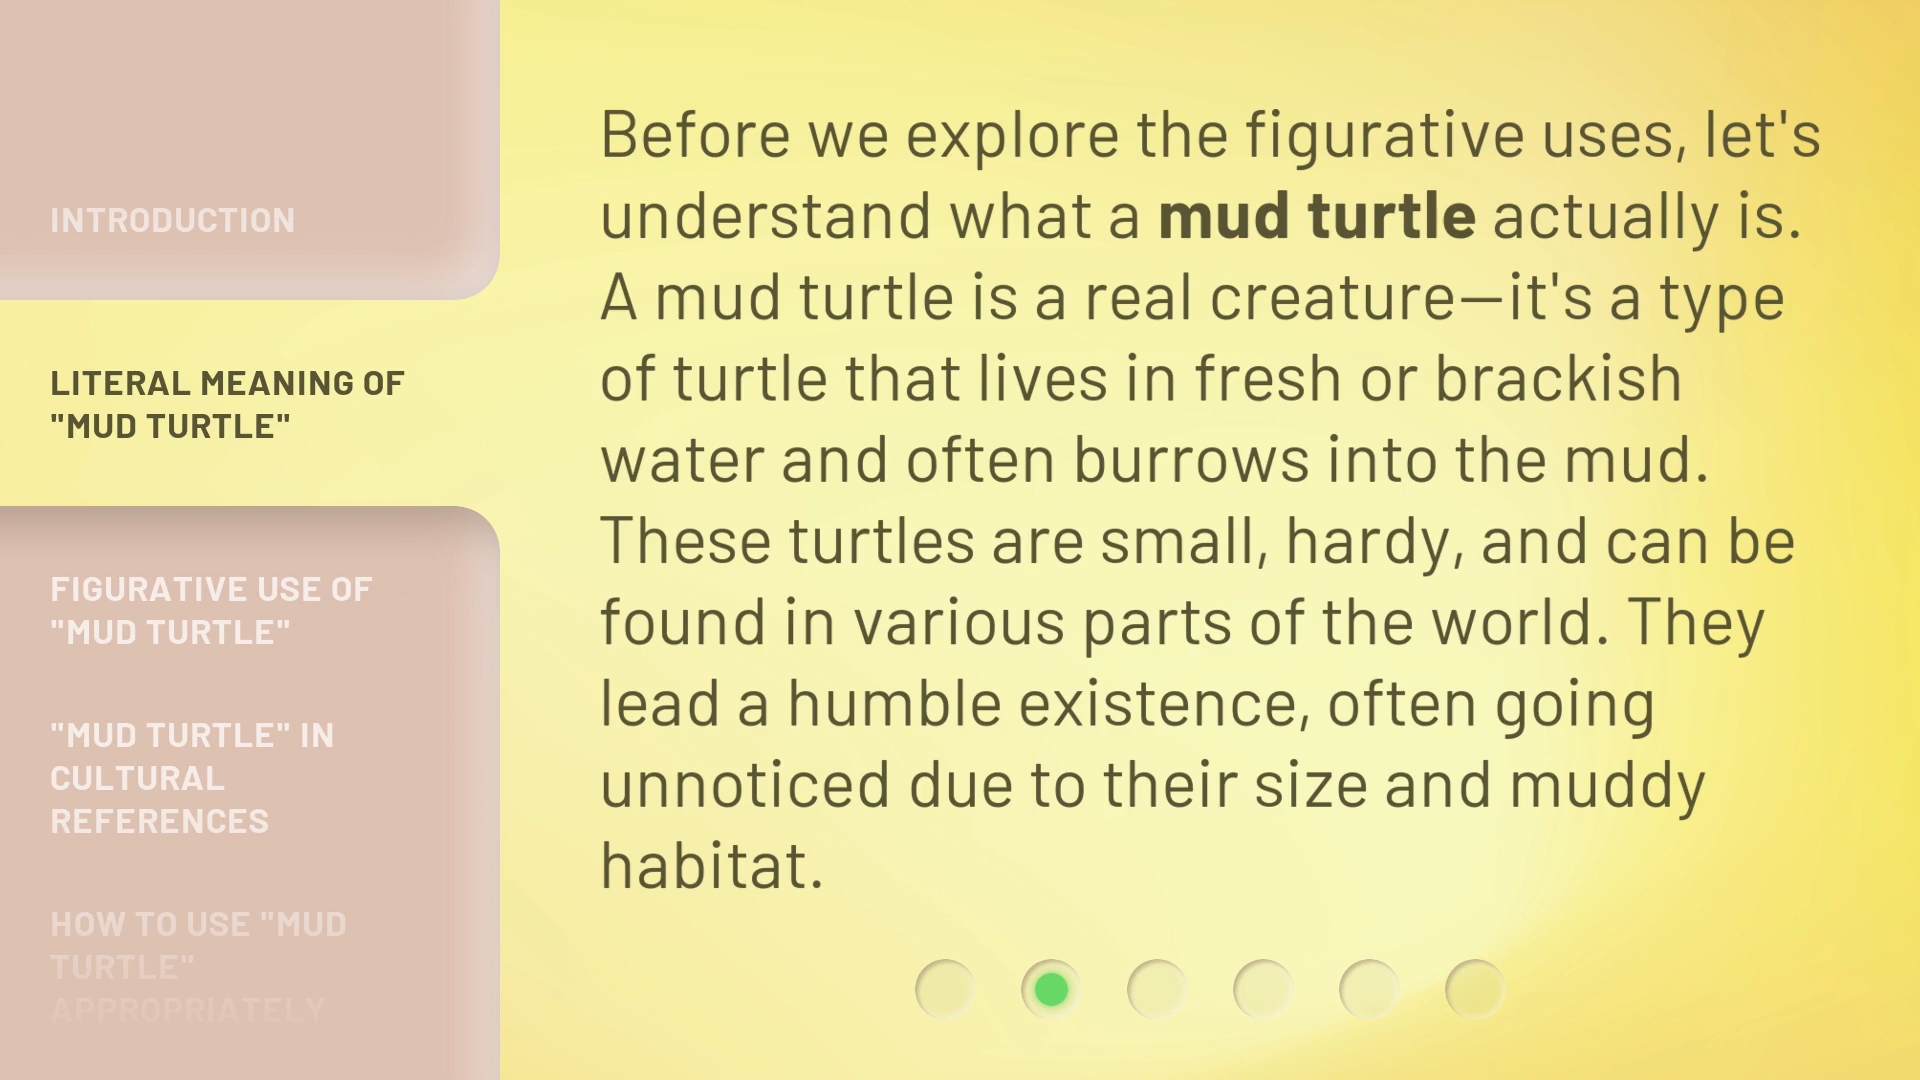 INTRODUCTION
LITERAL MEANING OF
"MUD TURTLE"
FIGURATIVE USE OF
"MUD TURTLE"
"MUD TURTLE" IN
CULTURAL
REFERENCES
HOW TO USE "MUD
TURTLE"
APPROPRIATELY
Before we explore the figurative uses, let's
understand what a mud turtle actually is.
A mud turtle is a real creature—it's a type
of turtle that lives in fresh or brackish
water and often burrows into the mud.
These turtles are small, hardy, and can be
found in various parts of the world. They
lead a humble existence, often going
unnoticed due to their size and muddy
habitat.